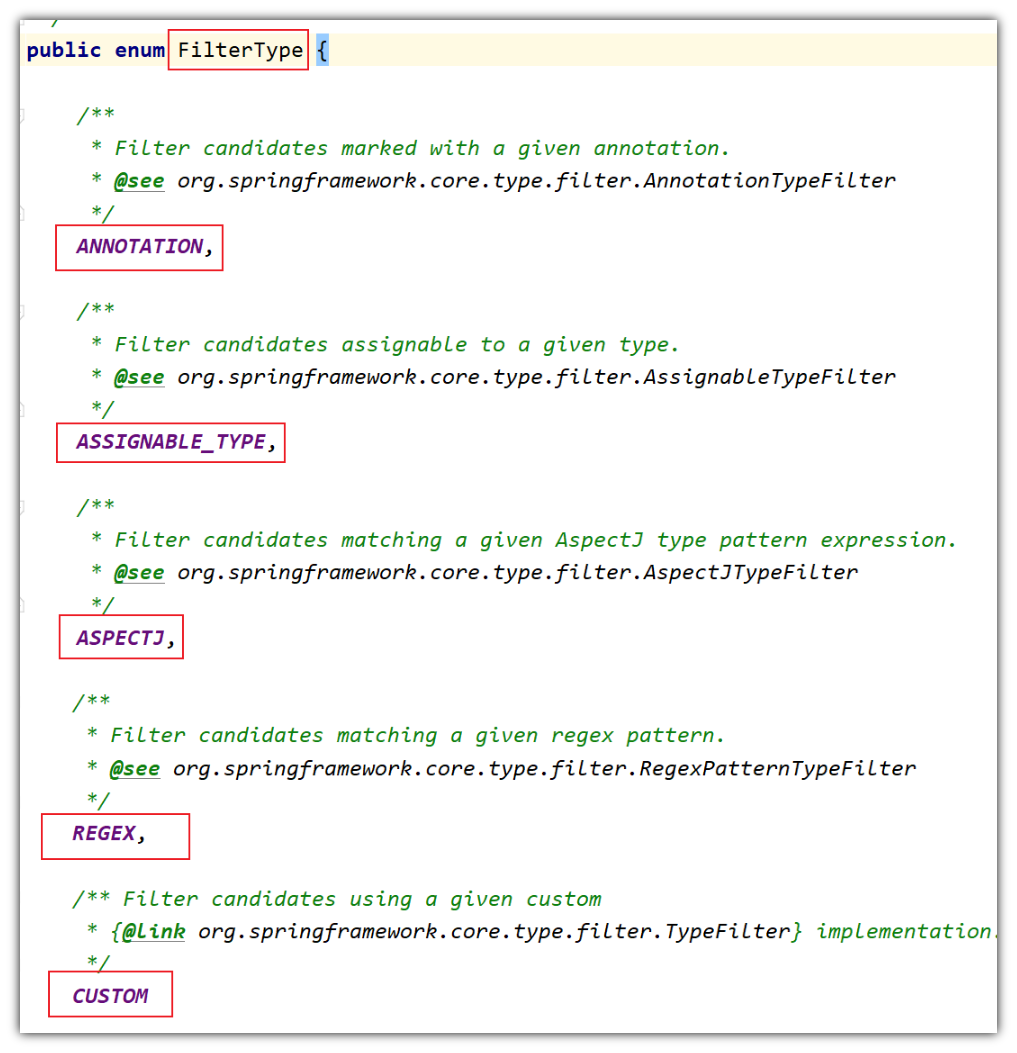 */
public enum FilterType {
/**
* Filter candidates marked with a given annotation.
* @see org.springframework.core.type.filter.AnnotationTypeFilter
*/
ANNOTATION,
/**
* Filter candidates assignable to a given type.
* @see org.springframework.core.type.filter.AssignableTypeFilter
*/
ASSIGNABLE_TYPE,
/**
* Filter candidates matching a given AspectJ type pattern expression.
* @see org.springframework.core.type.filter.AspectJTypeFilter
*/
ASPECTJ,
/**
* Filter candidates matching a given regex pattern.
* @see org.springframework.core.type.filter.RegexPatternTypeFilter
*/
REGEX,
/** Filter candidates using a given custom
* {@link org.springframework.core.type.filter.TypeFilter} implementation.
*/
CUSTOM